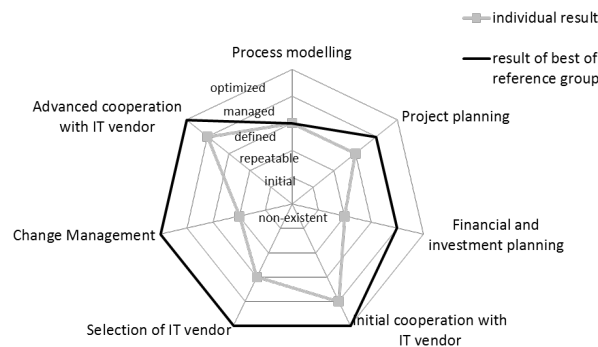 individual result
result of best of
reference group
Process modelling
optimized
Advanced cooperation
with IT vendor
managed
Project planning
defined
repeatable
initial
non-existent
Financial and
investment planning
Change Management
Selection of IT vendor
Initial cooperation with
IT vendor